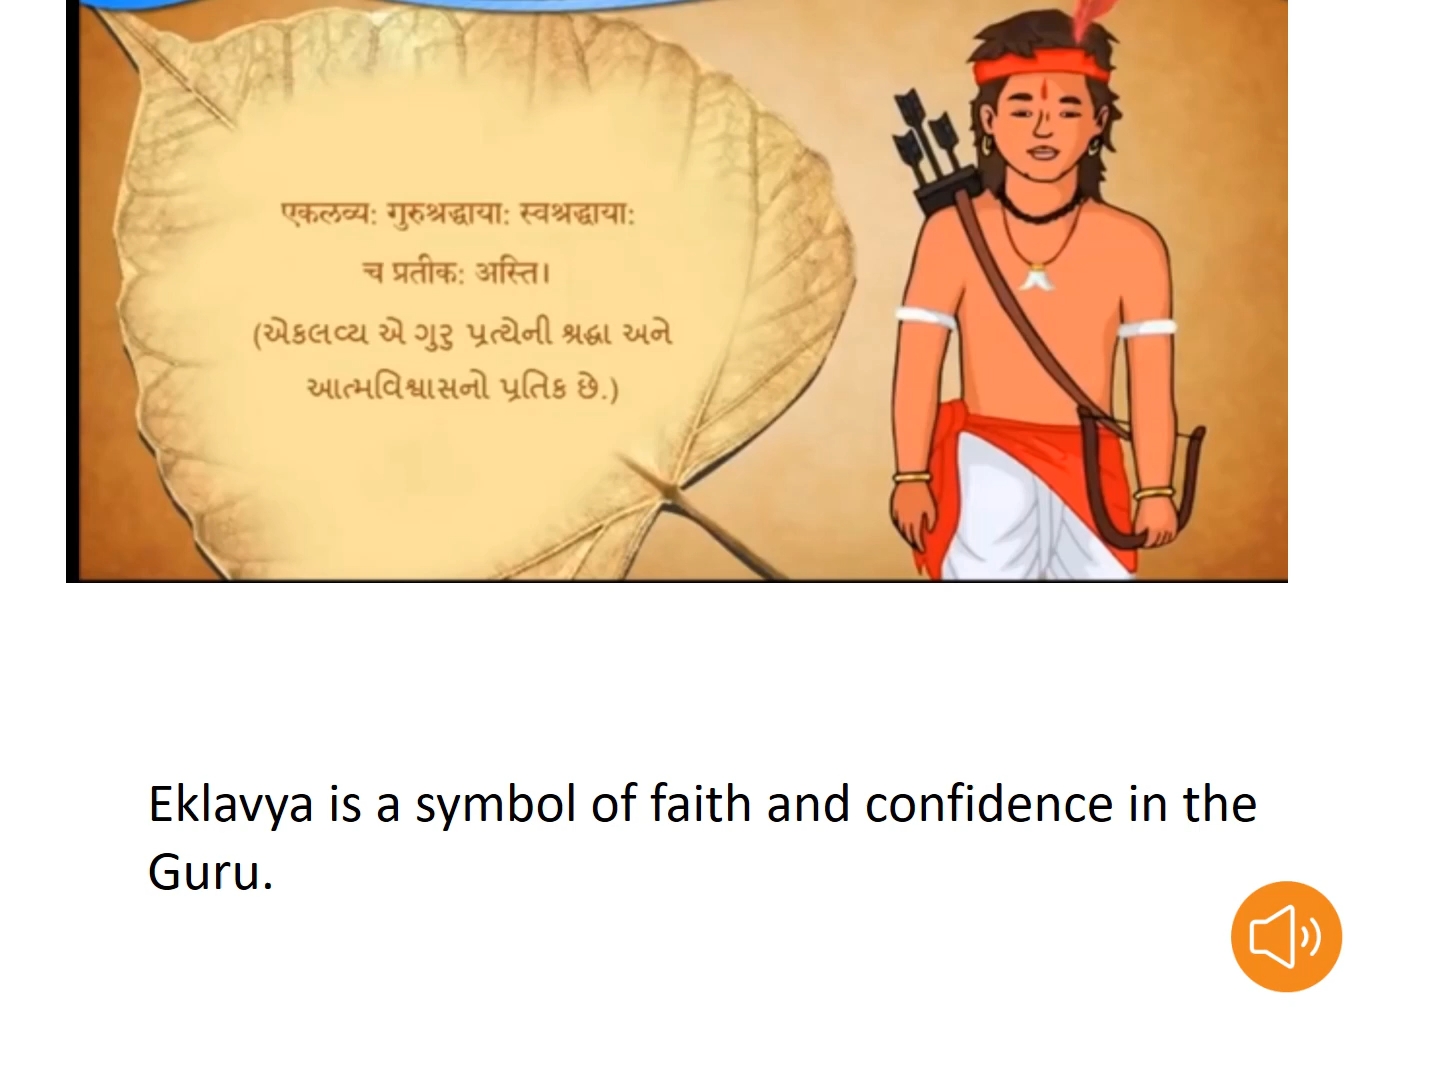 एकलव्य: गुरुश्रद्धाया: स्वश्रद्धाया:
च प्रतीक: अस्ति।
(એકલવ્ય એ ગુરુ પ્રત્યેની શ્રદ્ધા અને
આત્મવિશ્વાસનો પ્રતિક છે.)
Eklavya is a symbol of faith and confidence in the
Guru.